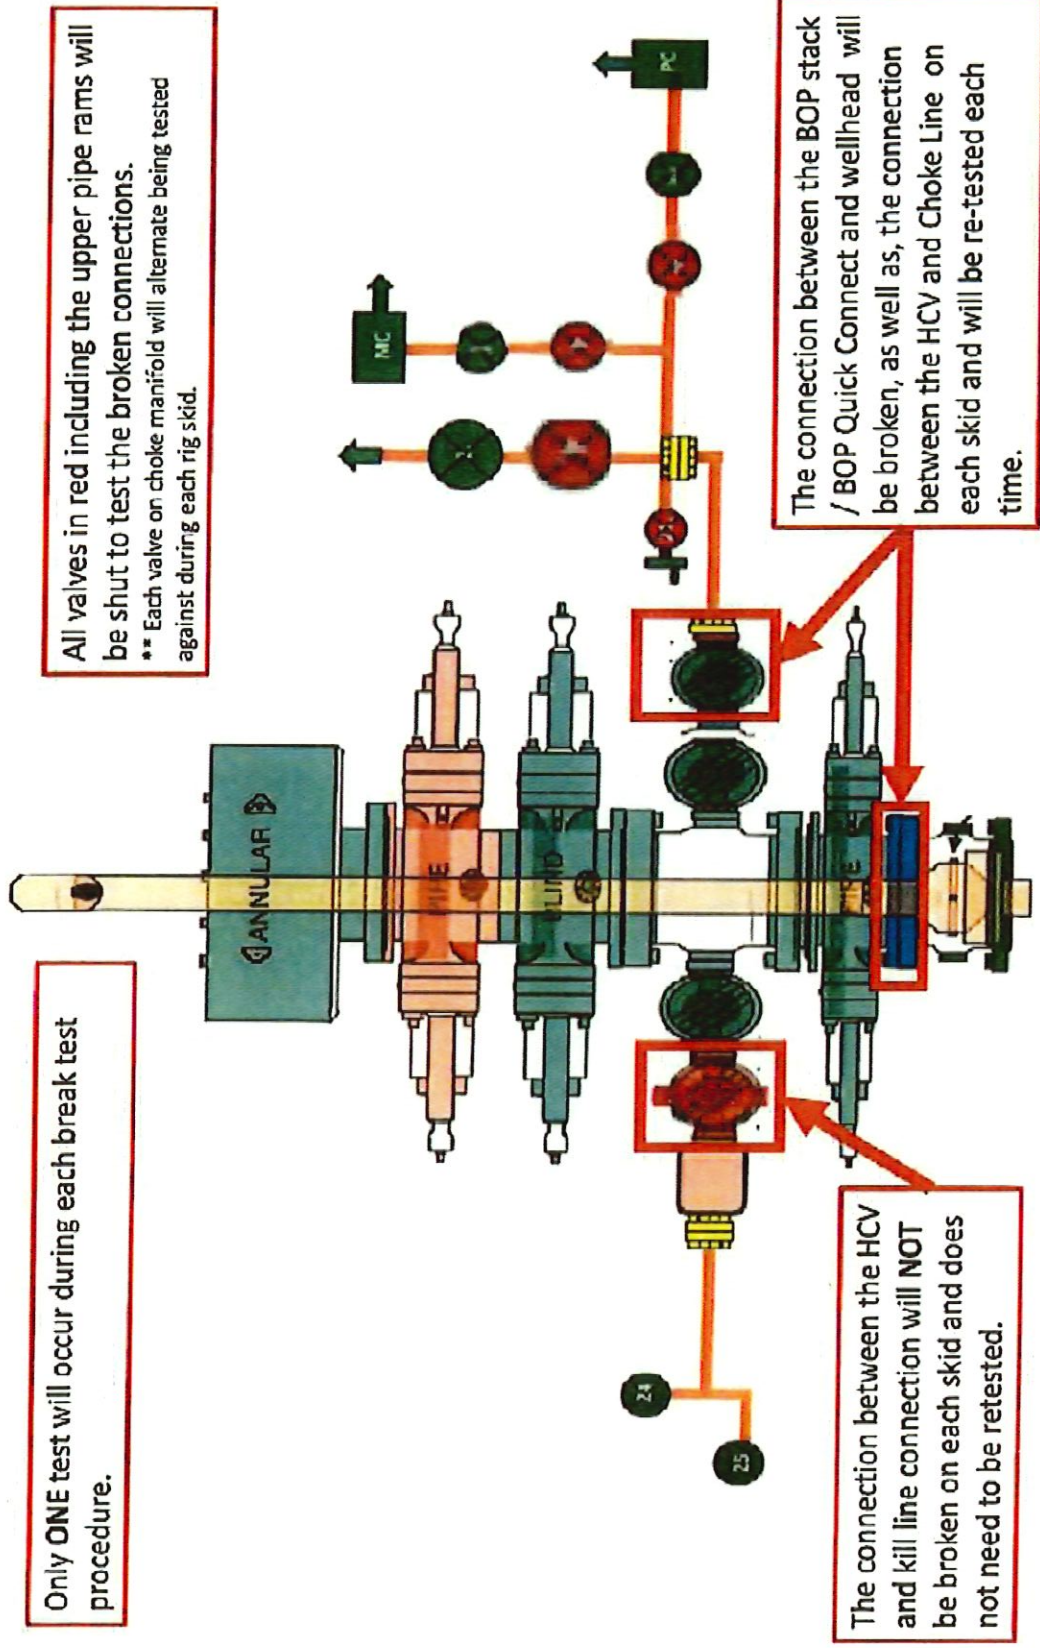 Only ONE test will occur during each break test
procedure.
All valves in red including the upper pipe rams will
be shut to test the broken connections.
** Each valve on choke manifold will alternate being tested
against during each rig skid.
ANNULAR
PIPE
BLIND
MC
PC
24
25
The connection between the HCV
and kill line connection will NOT
be broken on each skid and does
not need to be retested.
The connection between the BOP stack
/ BOP Quick Connect and wellhead will
be broken, as well as, the connection
between the HCV and Choke Line on
each skid and will be re-tested each
time.